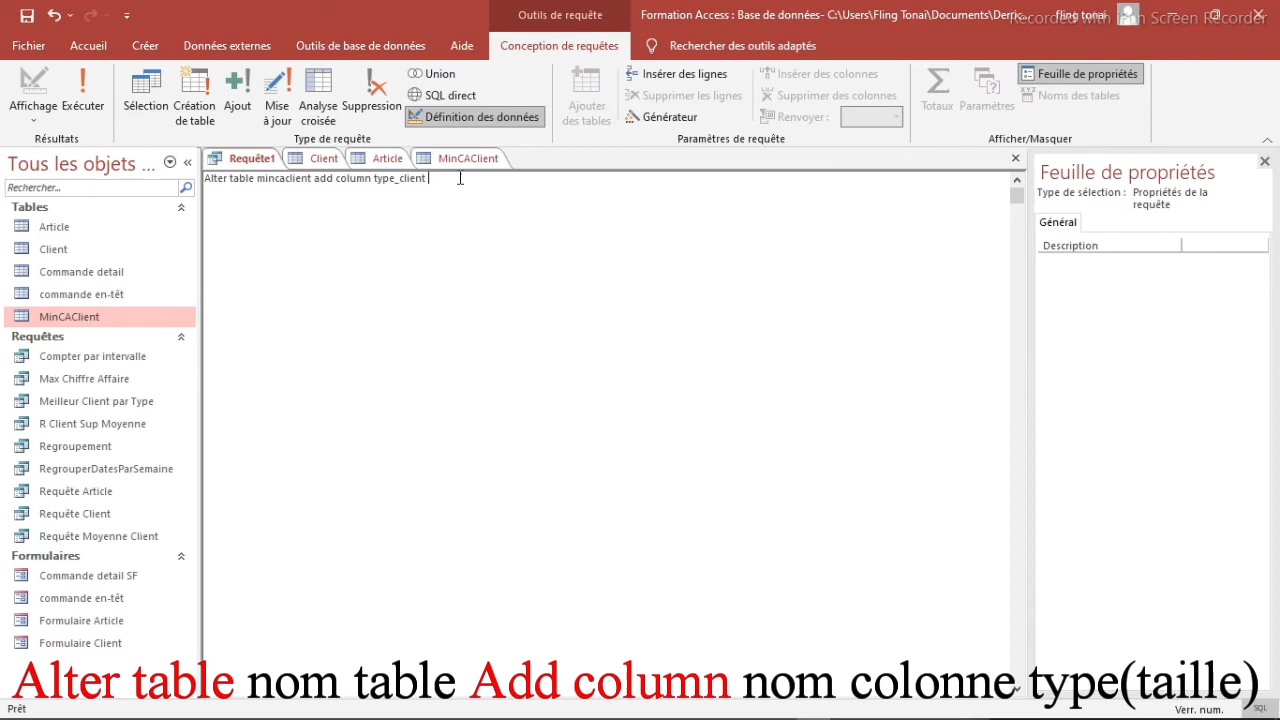 Outils de requête
Formation Access : Base de données- C:\Users\Fling Tonai\Documents\Derric...
fling tonai
Recorded with iTop Screen Recorder
Fichier
Accueil
Créer
Données externes
Outils de base de données
Aide
Conception de requêtes
Rechercher des outils adaptés
Affichage
Exécuter
Résultats
Sélection
Création de table
Ajout
Mise à jour
Analyse croisée
Suppression
Union
SQL direct
Définition des données
Type de requête
Ajouter des tables
Insérer des lignes
Supprimer les lignes
Générateur
Insérer des colonnes
Supprimer des colonnes
Renvoyer :
Paramètres de requête
Totaux
Paramètres
Feuille de propriétés
Noms des tables
Afficher/Masquer
Tous les objets ...
Rechercher...
Tables
Article
Client
Commande detail
commande en-têt
MinCAClient
Requêtes
Compter par intervalle
Max Chiffre Affaire
Meilleur Client par Type
R Client Sup Moyenne
Regroupement
RegrouperDatesParSemaine
Requête Article
Requête Client
Requête Moyenne Client
Formulaires
Commande detail SF
commande en-têt
Formulaire Article
Formulaire Client
Requête1
Client
Article
MinCAClient
Alter table mincaclient add column type_client
Feuille de propriétés
Type de sélection : Propriétés de la
requête
Général
Description
Alter table nom table Add column nom colonne type(taille)
Prêt
Verr. num.
SQL